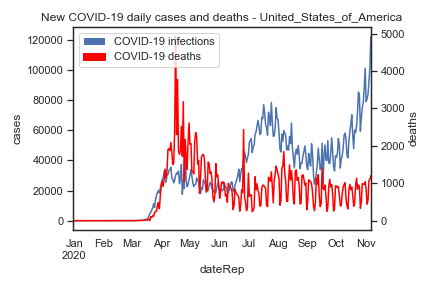 New COVID-19 daily cases and deaths - United_States_of_America
COVID-19 infections
COVID-19 deaths
120000
100000
80000
60000
40000
20000
0
cases
5000
4000
3000
2000
1000
0
deaths
Jan Feb Mar Apr May Jun Jul Aug Sep Oct Nov
2020
dateRep